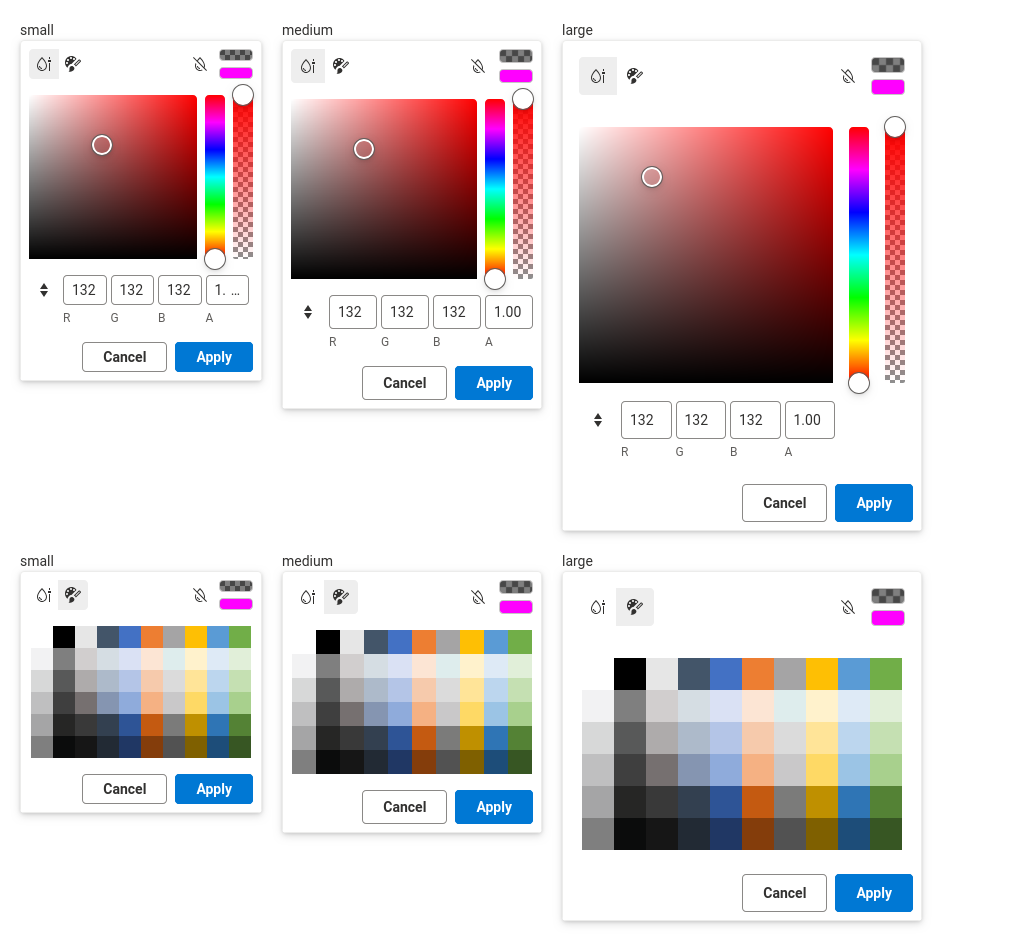 small
medium
large
132
132
132
1. ...
R
G
B
A
Cancel
Apply
132
132
132
1.00
R
G
B
A
Cancel
Apply
132
132
132
1.00
R
G
B
A
Cancel
Apply
small
medium
large
Cancel
Apply
Cancel
Apply
Cancel
Apply